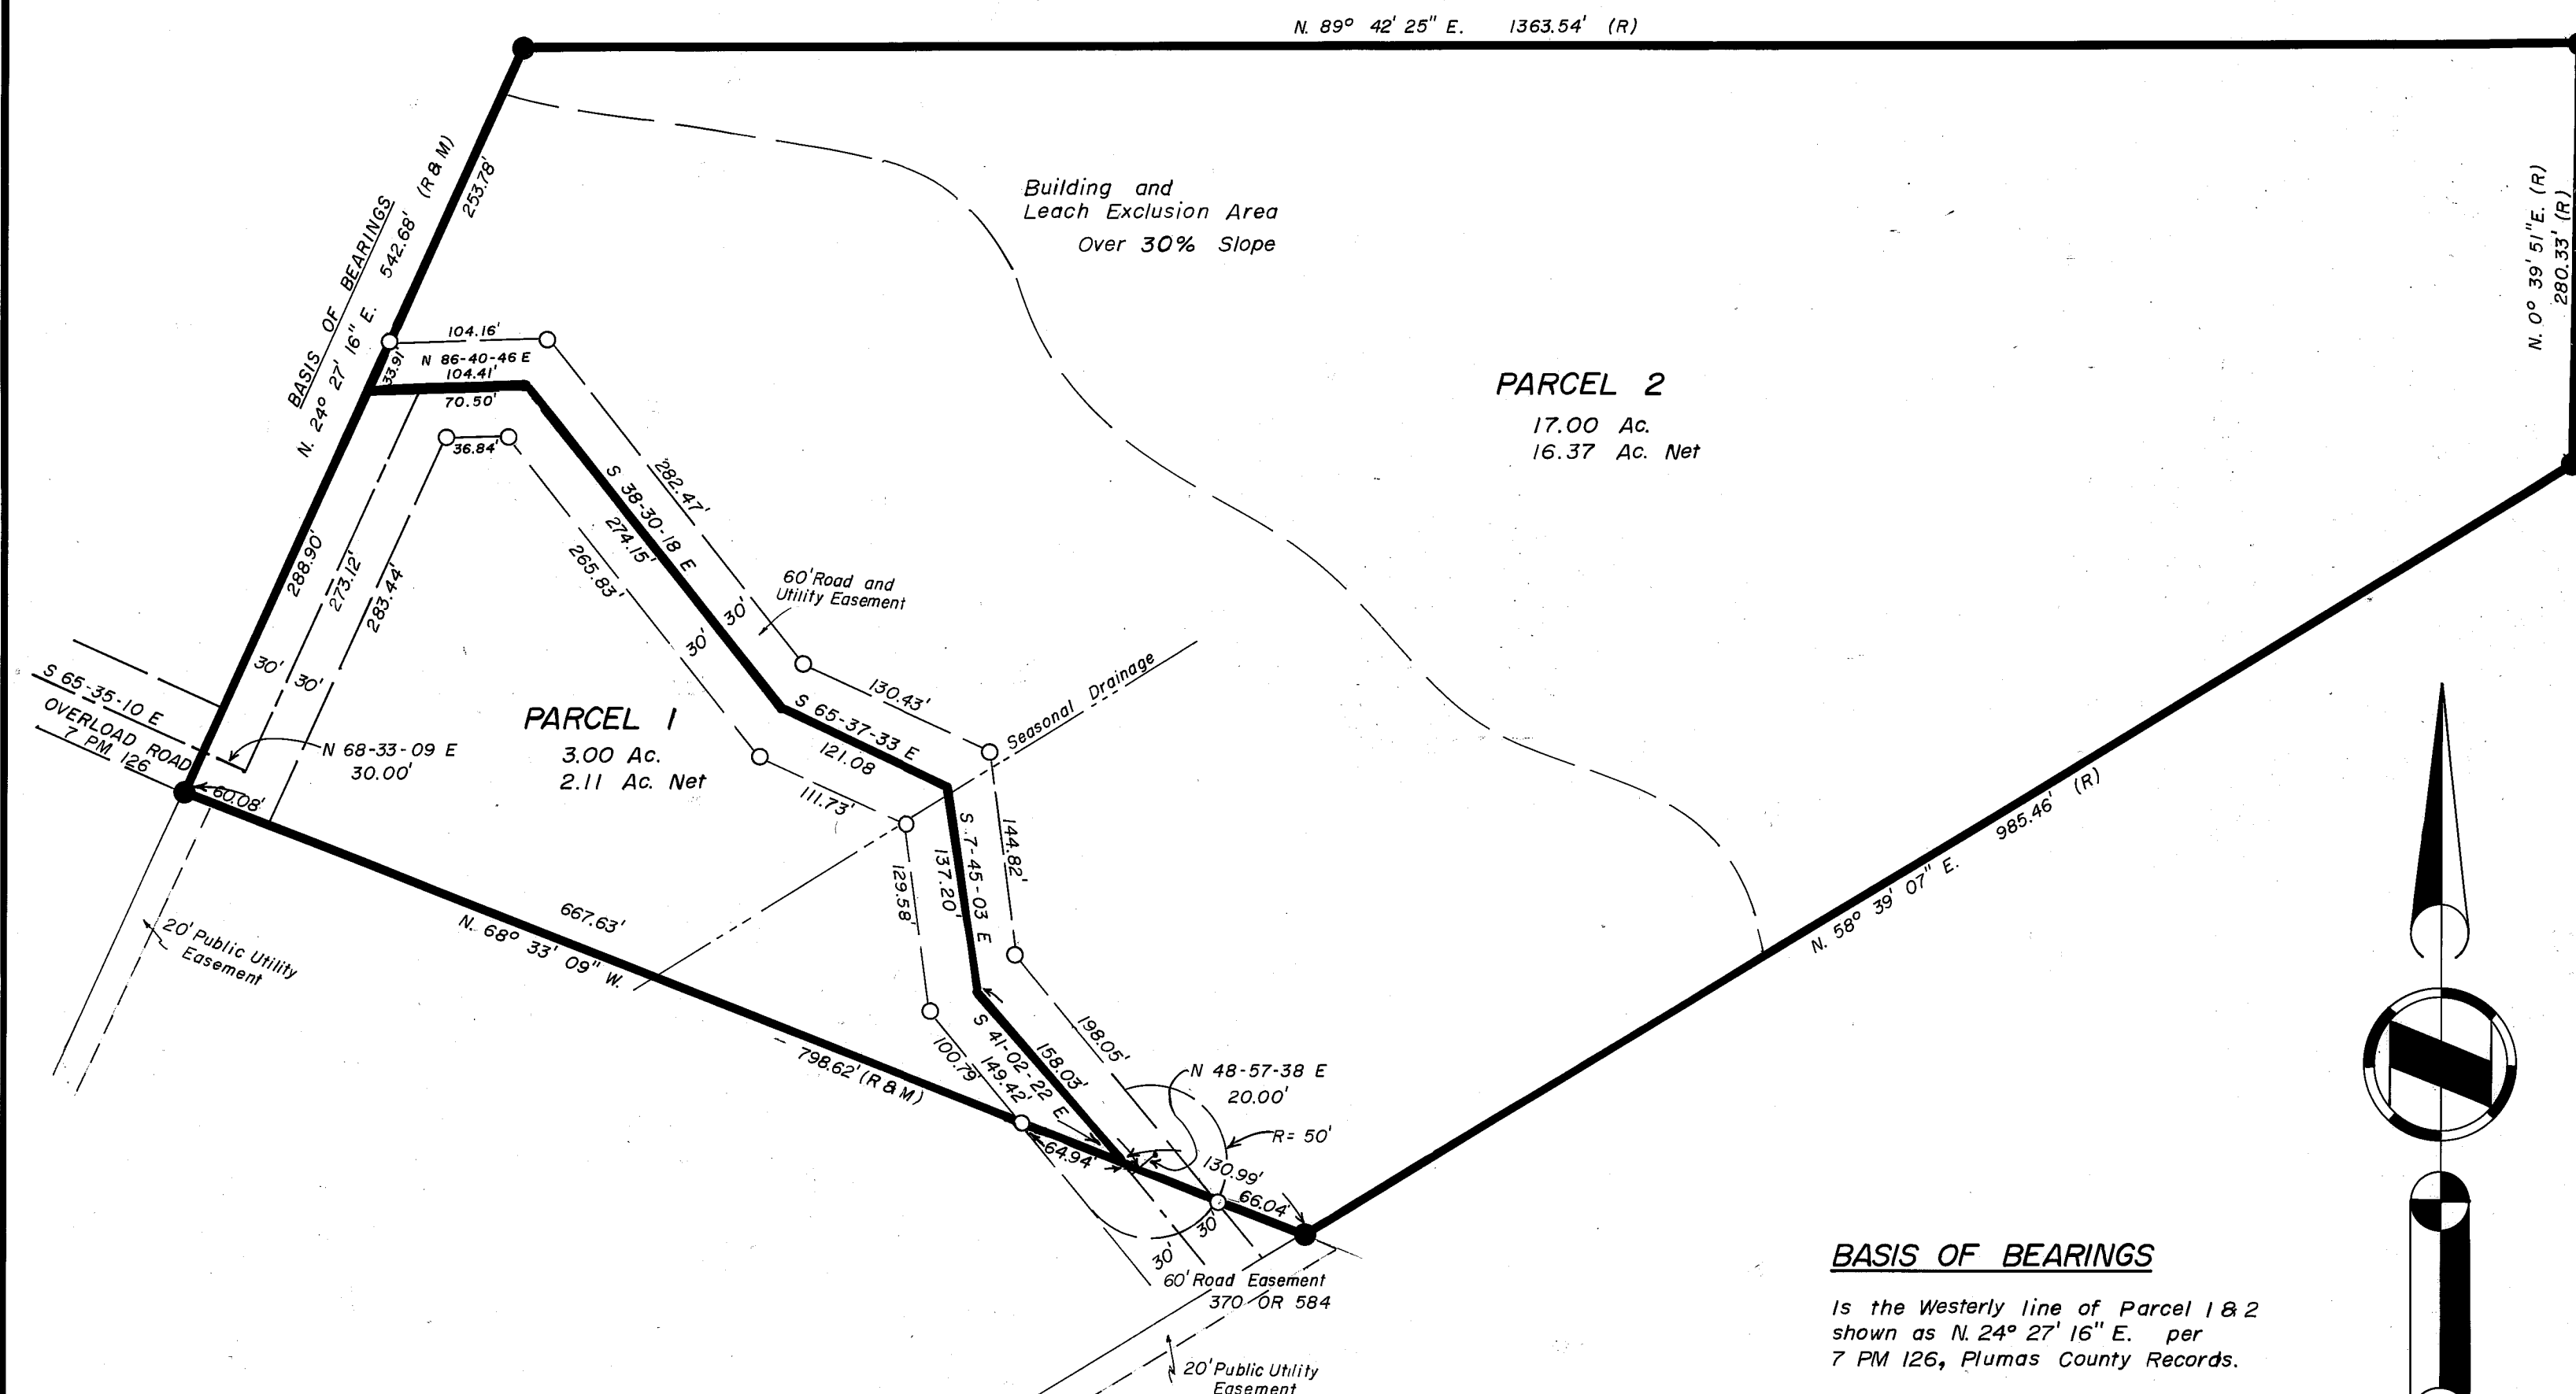 N. 89° 42' 25" E. 1363.54' (R)
BASIS OF BEARINGS
N. 24° 27' 16" E. 542.68' (R & M)
253.78'
Building and
Leach Exclusion Area
Over 30% Slope
N. 0° 39' 51" E. (R)
280.33' (R)
104.16'
33.91'
N 86-40-46 E
104.41'
70.50'
36.84'
PARCEL 2
17.00 Ac.
16.37 Ac. Net
282.47'
S 38-30-18 E
274.15'
265.83'
288.90'
273.12'
283.44'
60' Road and
Utility Easement
30'
30'
30'
30'
S 65-35-10 E
OVERLOAD ROAD
7 PM 126
N 68-33-09 E
30.00'
60.08'
PARCEL 1
3.00 Ac.
2.11 Ac. Net
130.43'
S 65-37-33 E
121.08
111.73'
Seasonal Drainage
144.82'
S 7-45-03 E
137.20'
129.58'
985.46' (R)
N. 58° 39' 07" E.
667.63'
N. 68° 33' 09" W.
798.62' (R & M)
20' Public Utility
Easement
198.05'
158.03'
S 41-02-22 E
149.42'
100.79'
N 48-57-38 E
20.00'
R= 50'
64.94'
130.99'
66.04'
30'
30'
60' Road Easement
370 OR 584
20' Public Utility
Easement
BASIS OF BEARINGS
Is the Westerly line of Parcel 1 & 2
shown as N. 24° 27' 16" E. per
7 PM 126, Plumas County Records.